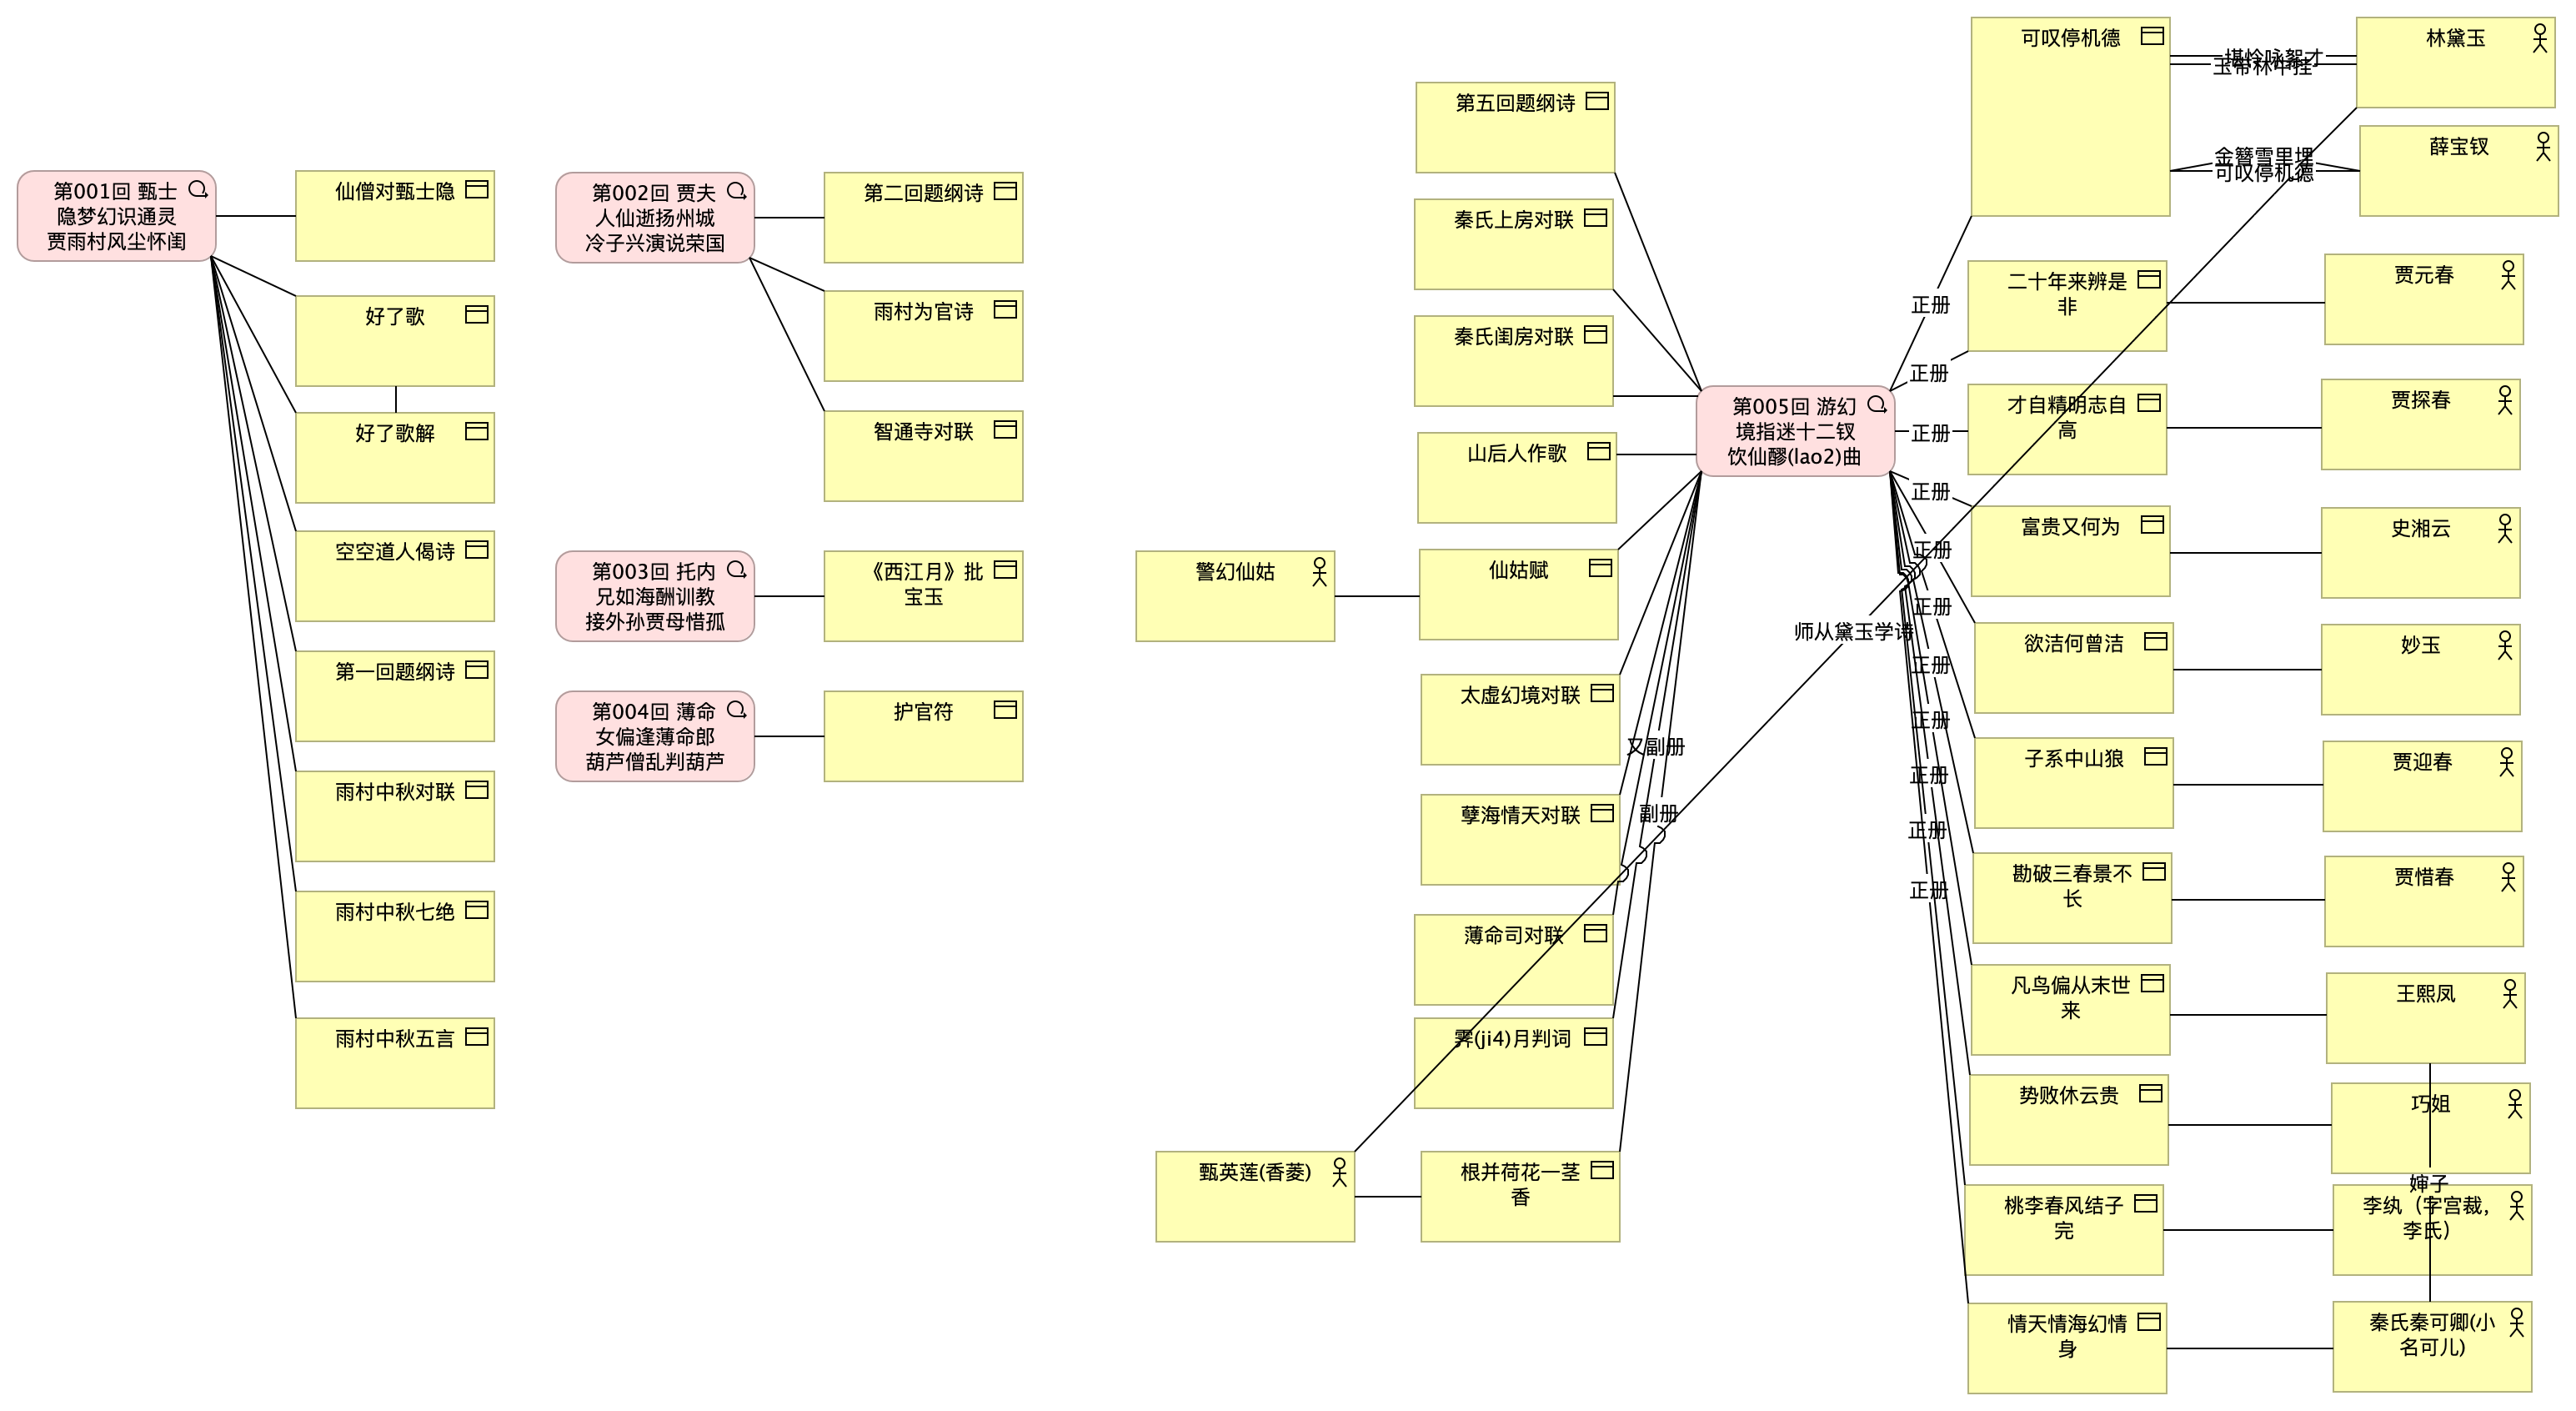 第001回 甄士
隐梦幻识通灵
贾雨村风尘怀闺
仙僧对甄士隐
好了歌
好了歌解
空空道人偈诗
第一回题纲诗
雨村中秋对联
雨村中秋七绝
雨村中秋五言
第002回 贾夫
人仙逝扬州城
冷子兴演说荣国
第二回题纲诗
雨村为官诗
智通寺对联
第003回 托内
兄如海酬训教
接外孙贾母惜孤
《西江月》批
宝玉
第004回 薄命
女偏逢薄命郎
葫芦僧乱判葫芦
护官符
第五回题纲诗
秦氏上房对联
秦氏闺房对联
山后人作歌
警幻仙姑
仙姑赋
太虚幻境对联
孽海情天对联
薄命司对联
霁(ji4)月判词
甄英莲(香菱)
根并荷花一茎
香
又副册
副册
师从黛玉学诗
第005回 游幻
境指迷十二钗
饮仙醪(lao2)曲
正册
正册
正册
正册
正册
正册
正册
正册
正册
正册
正册
可叹停机德
堪怜咏絮才
玉带林中挂
林黛玉
金簪雪里埋
可叹停机德
薛宝钗
二十年来辨是
非
贾元春
才自精明志自
高
贾探春
富贵又何为
史湘云
欲洁何曾洁
妙玉
子系中山狼
贾迎春
勘破三春景不
长
贾惜春
凡鸟偏从末世
来
王熙凤
势败休云贵
巧姐
婶子
桃李春风结子
完
李纨（字宫裁，
李氏）
情天情海幻情
身
秦氏秦可卿(小
名可儿)